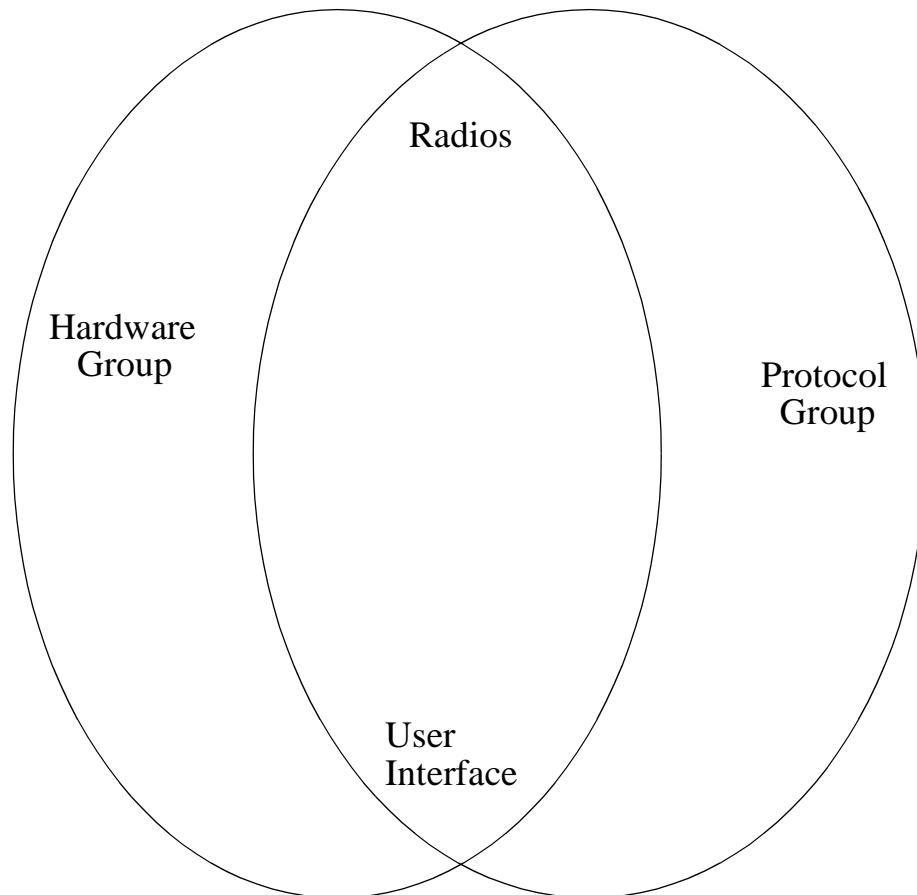 Radios
Hardware
Group
Protocol
Group
User
Interface